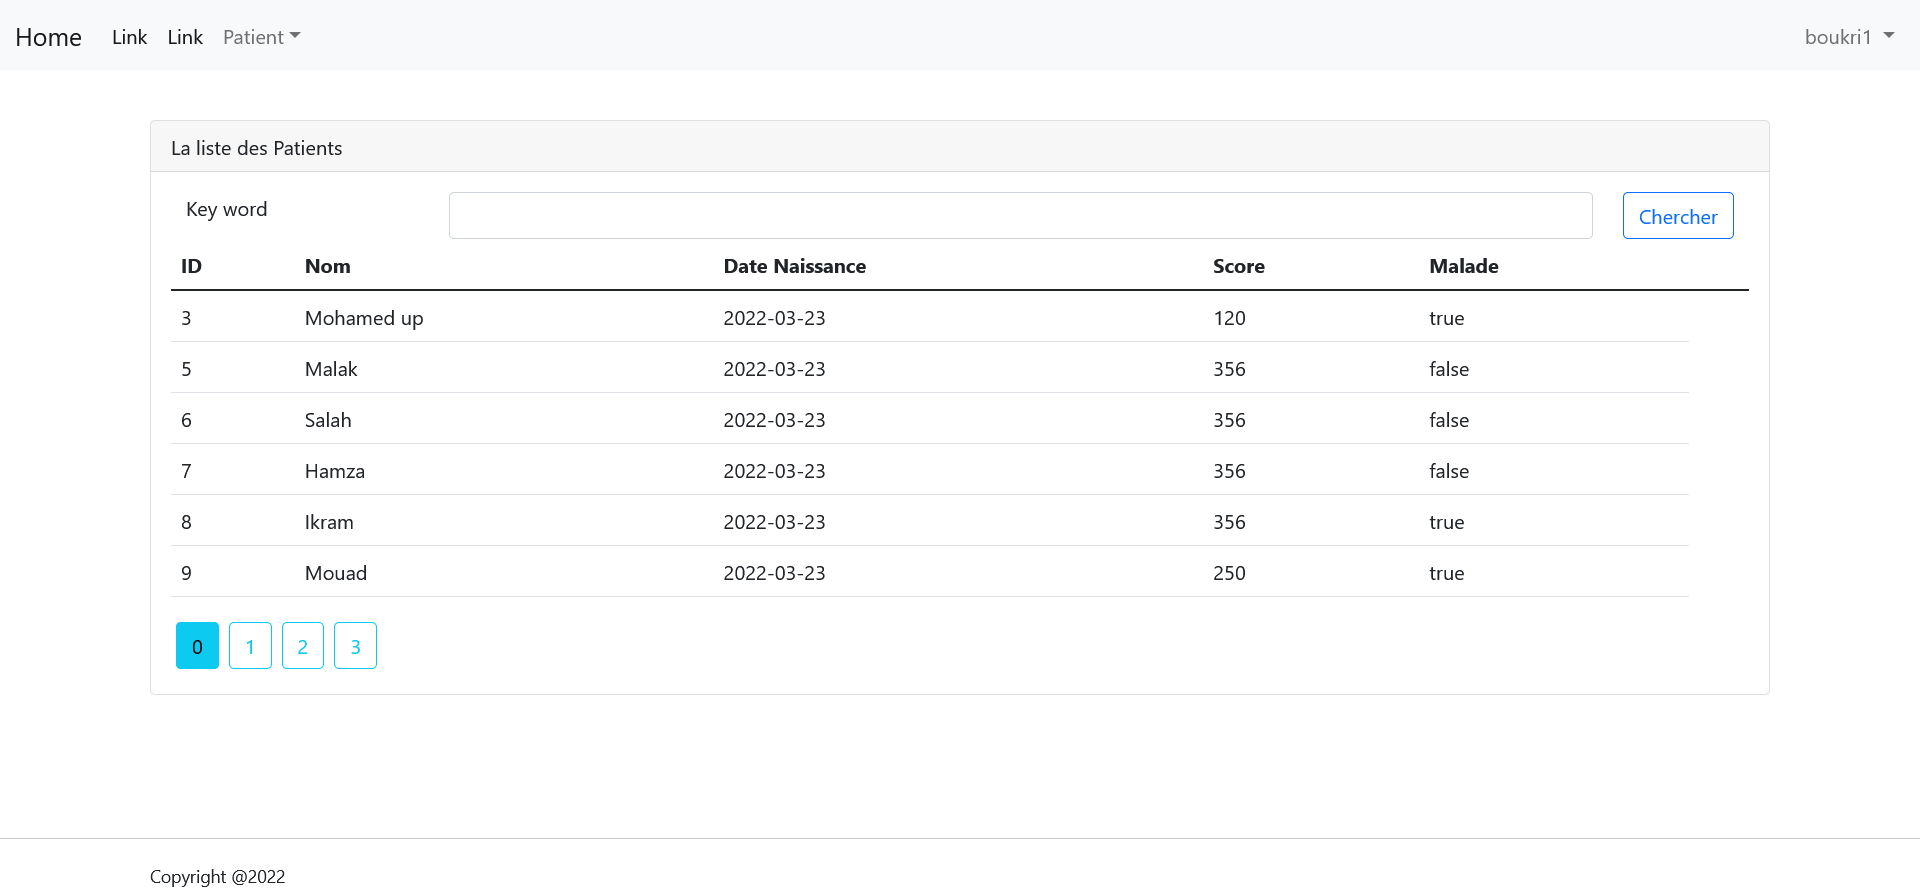 Home Link Link Patient boukri1
La liste des Patients
Key word Chercher
ID Nom Date Naissance Score Malade
3 Mohamed up 2022-03-23 120 true
5 Malak 2022-03-23 356 false
6 Salah 2022-03-23 356 false
7 Hamza 2022-03-23 356 false
8 Ikram 2022-03-23 356 true
9 Mouad 2022-03-23 250 true
0 1 2 3
Copyright @2022